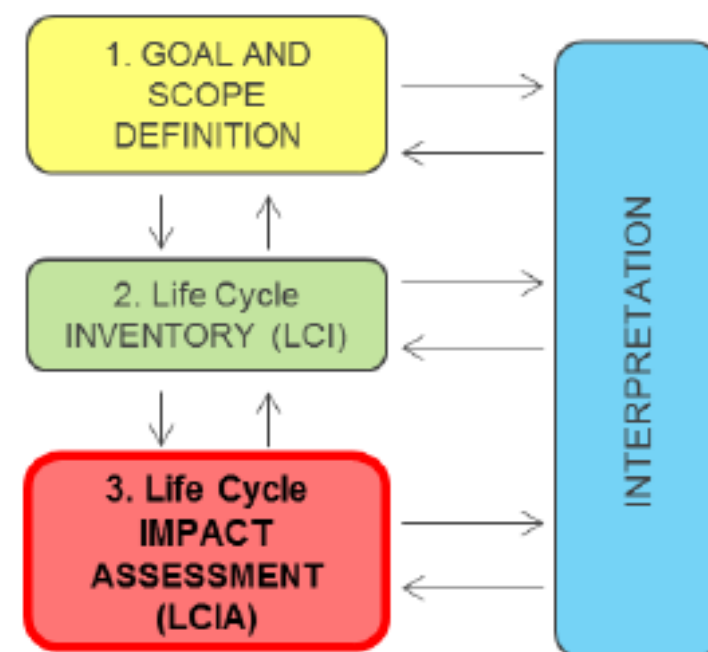 1. GOAL AND
SCOPE
DEFINITION
2. Life Cycle
INVENTORY (LCI)
3. Life Cycle
IMPACT
ASSESSMENT
(LCIA)
INTERPRETATION